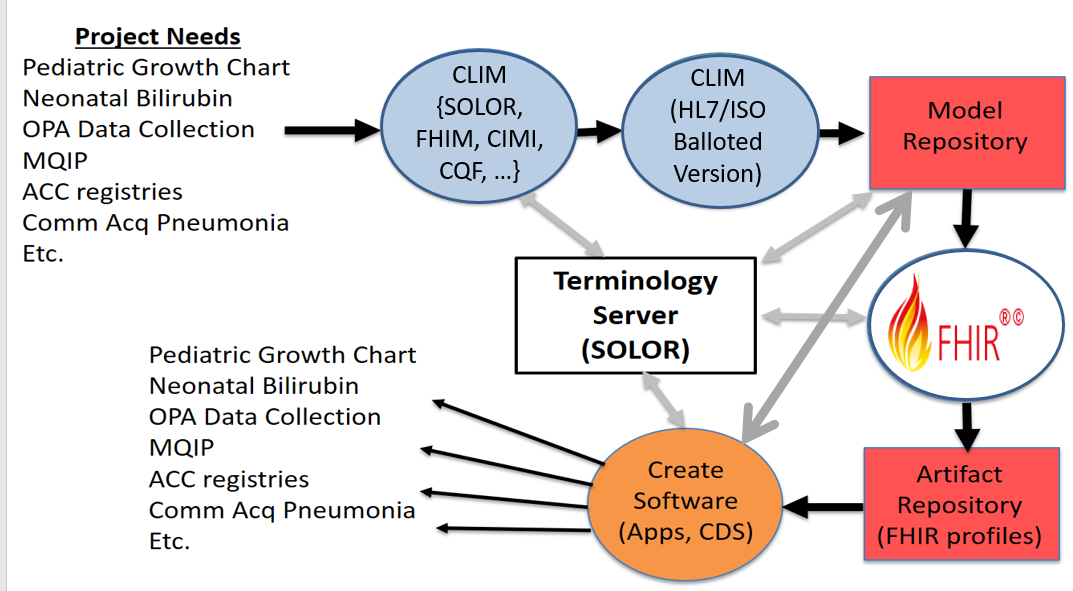 Project Needs
Pediatric Growth Chart
Neonatal Bilirubin
OPA Data Collection
MQIP
ACC registries
Comm Acq Pneumonia
Etc.
CLIM
{SOLOR,
FHIM, CIMI,
CQF, ...}
CLIM
(HL7/ISO
Balloted
Version)
Model
Repository
Terminology
Server
(SOLOR)
FHIR®©
Pediatric Growth Chart
Neonatal Bilirubin
OPA Data Collection
MQIP
ACC registries
Comm Acq Pneumonia
Etc.
Create
Software
(Apps, CDS)
Artifact
Repository
(FHIR profiles)